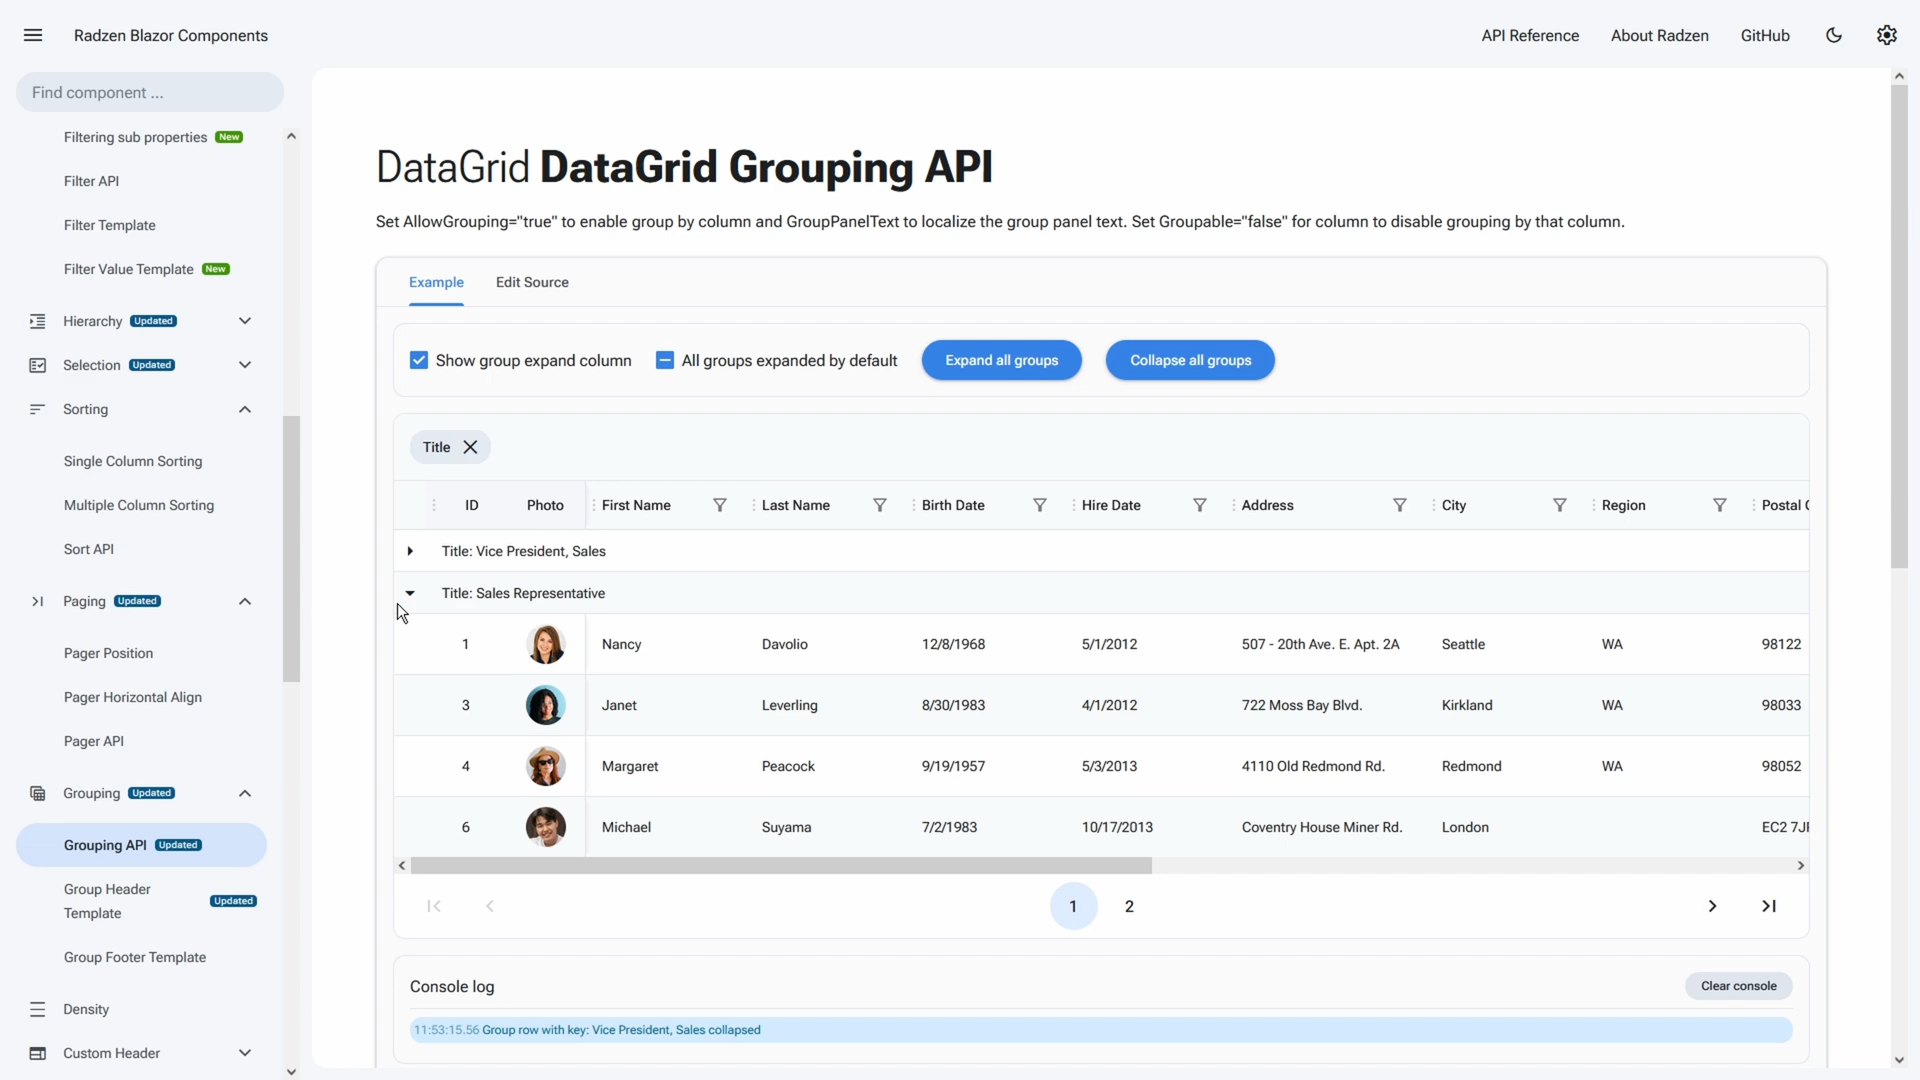 Radzen Blazor Components
API Reference
About Radzen
GitHub
Find component ...
Filtering sub properties New
Filter API
Filter Template
Filter Value Template New
Hierarchy Updated
Selection Updated
Sorting
Single Column Sorting
Multiple Column Sorting
Sort API
Paging Updated
Pager Position
Pager Horizontal Align
Pager API
Grouping Updated
Grouping API Updated
Group Header
Template
Updated
Group Footer Template
Density
Custom Header
DataGrid DataGrid Grouping API
Set AllowGrouping="true" to enable group by column and GroupPanelText to localize the group panel text. Set Groupable="false" for column to disable grouping by that column.
Example Edit Source
Show group expand column All groups expanded by default Expand all groups Collapse all groups
Title
ID Photo First Name Last Name Birth Date Hire Date Address City Region Postal
Title: Vice President, Sales
Title: Sales Representative
1 Nancy Davolio 12/8/1968 5/1/2012 507 - 20th Ave. E. Apt. 2A Seattle WA 98122
3 Janet Leverling 8/30/1983 4/1/2012 722 Moss Bay Blvd. Kirkland WA 98033
4 Margaret Peacock 9/19/1957 5/3/2013 4110 Old Redmond Rd. Redmond WA 98052
6 Michael Suyama 7/2/1983 10/17/2013 Coventry House Miner Rd. London EC2
1 2
Console log
Clear console
11:53:15.56 Group row with key: Vice President, Sales collapsed